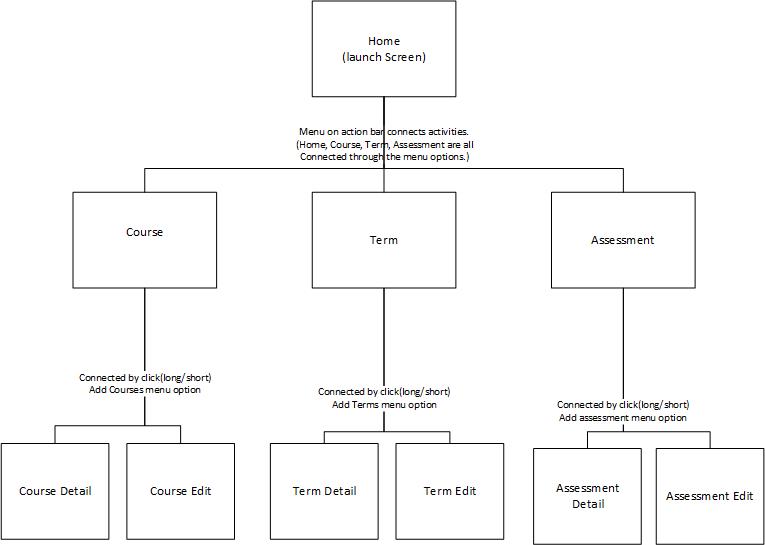 Home
(launch Screen)
Menu on action bar connects activities.
(Home, Course, Term, Assessment are all
Connected through the menu options.)
Course
Term
Assessment
Connected by click(long/short)
Add Courses menu option
Connected by click(long/short)
Add Terms menu option
Connected by click(long/short)
Add assessment menu option
Course Detail
Course Edit
Term Detail
Term Edit
Assessment
Detail
Assessment Edit